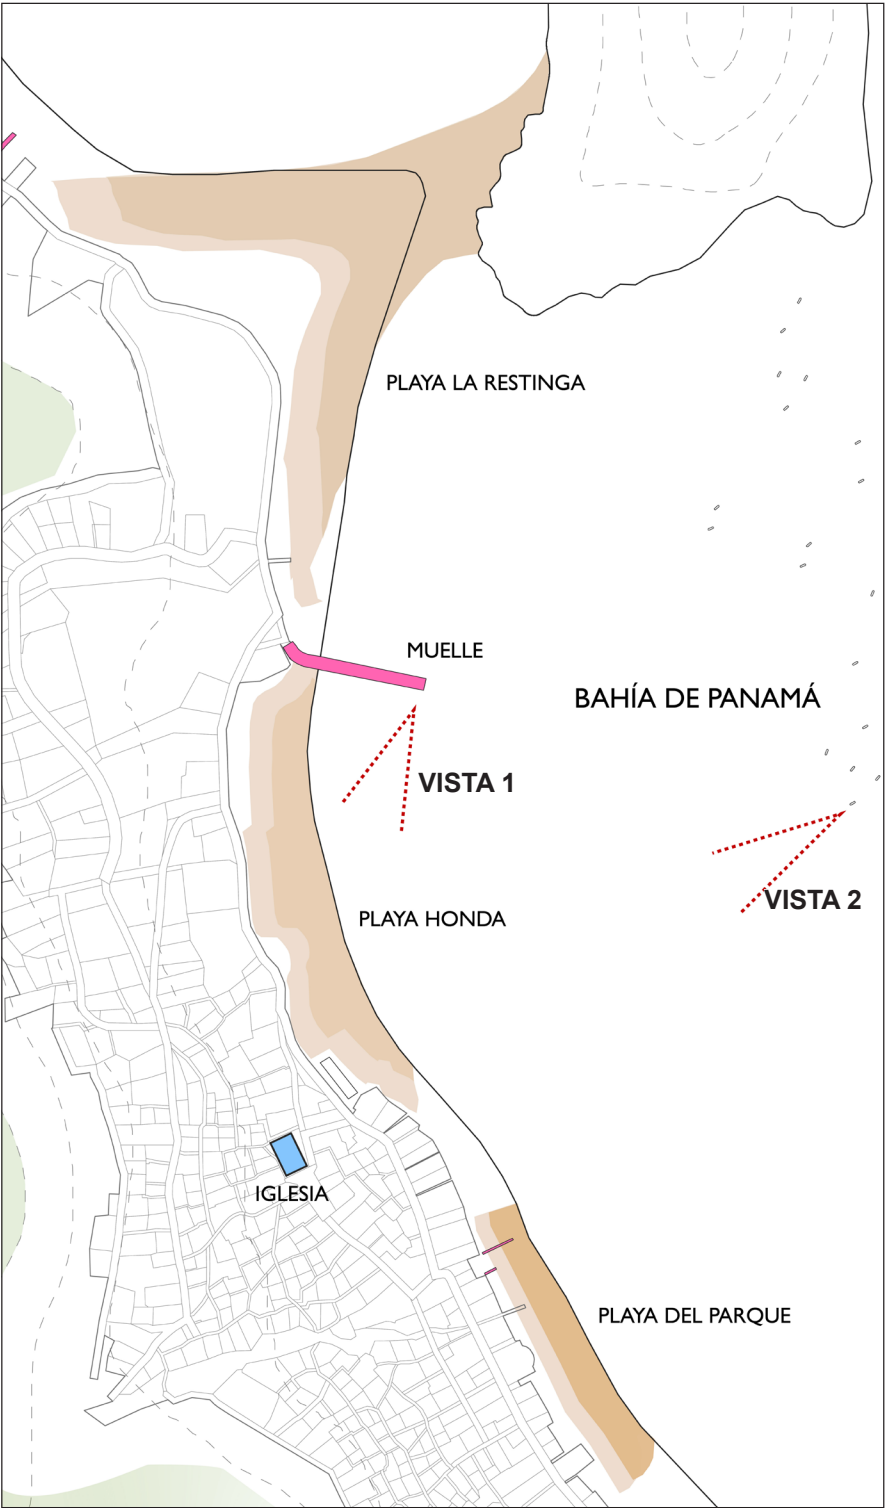 PLAYA LA RESTINGA
MUELLE
BAHÍA DE PANAMÁ
VISTA 1
VISTA 2
PLAYA HONDA
IGLESIA
PLAYA DEL PARQUE